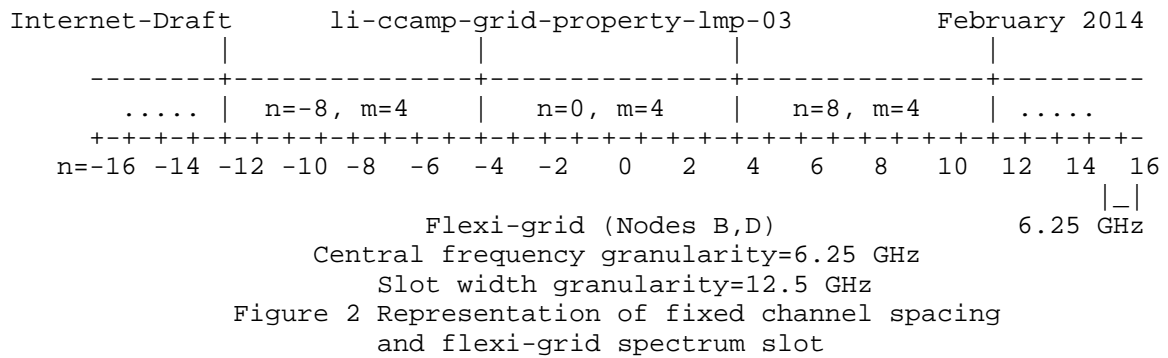 Internet-Draft      li-ccamp-grid-property-lmp-03         February 2014
             |               |               |               |
     --------+---------------+---------------+---------------+---------
       ..... |  n=-8, m=4    |   n=0, m=4    |   n=8, m=4    | .....
     +-+-+-+-+-+-+-+-+-+-+-+-+-+-+-+-+-+-+-+-+-+-+-+-+-+-+-+-+-+-+-+-+-
   n=-16 -14 -12 -10 -8  -6  -4  -2   0   2   4   6   8   10  12  14  16
                                                                    |_|
                          Flexi-grid (Nodes B,D)               6.25 GHz
                   Central frequency granularity=6.25 GHz
                       Slot width granularity=12.5 GHz
              Figure 2 Representation of fixed channel spacing
                       and flexi-grid spectrum slot